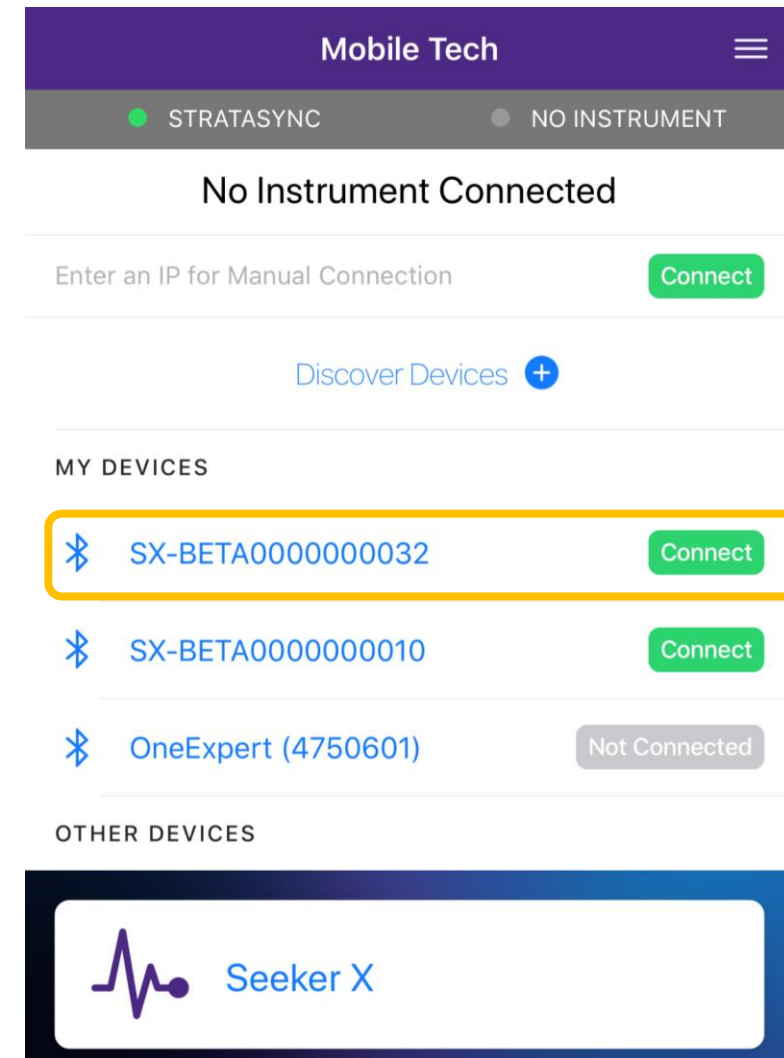 Mobile Tech
STRATASYNC NO INSTRUMENT
No Instrument Connected
Enter an IP for Manual Connection Connect
Discover Devices
MY DEVICES
SX-BETA0000000032 Connect
SX-BETA0000000010 Connect
OneExpert (4750601) Not Connected
OTHER DEVICES
Seeker X